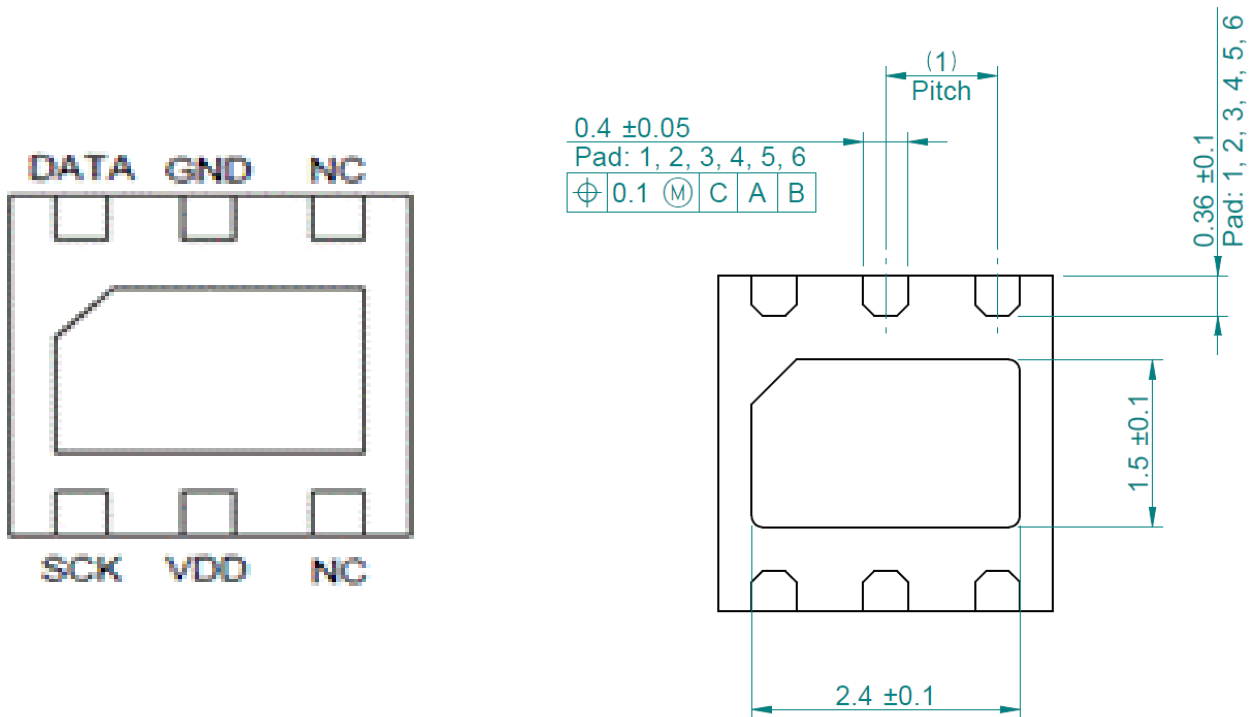 DATA GND NC
SCK VDD NC
(1)
Pitch
0.4 ±0.05
Pad: 1, 2, 3, 4, 5, 6
⌖ 0.1 Ⓜ C A B
0.36 ±0.1
Pad: 1, 2, 3, 4, 5, 6
1.5 ±0.1
2.4 ±0.1